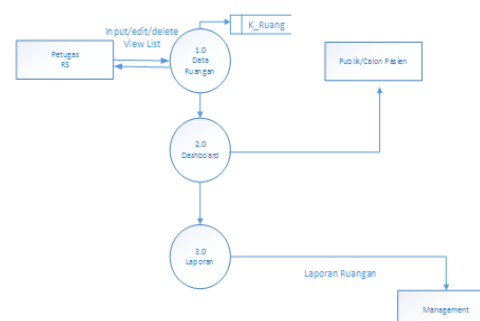 Input/edit/delete
View List
K_Ruang
Petugas
RS
1.0
Data
Ruangan
Publik/Calon Pasien
2.0
Dashboard
3.0
Laporan
Laporan Ruangan
Management